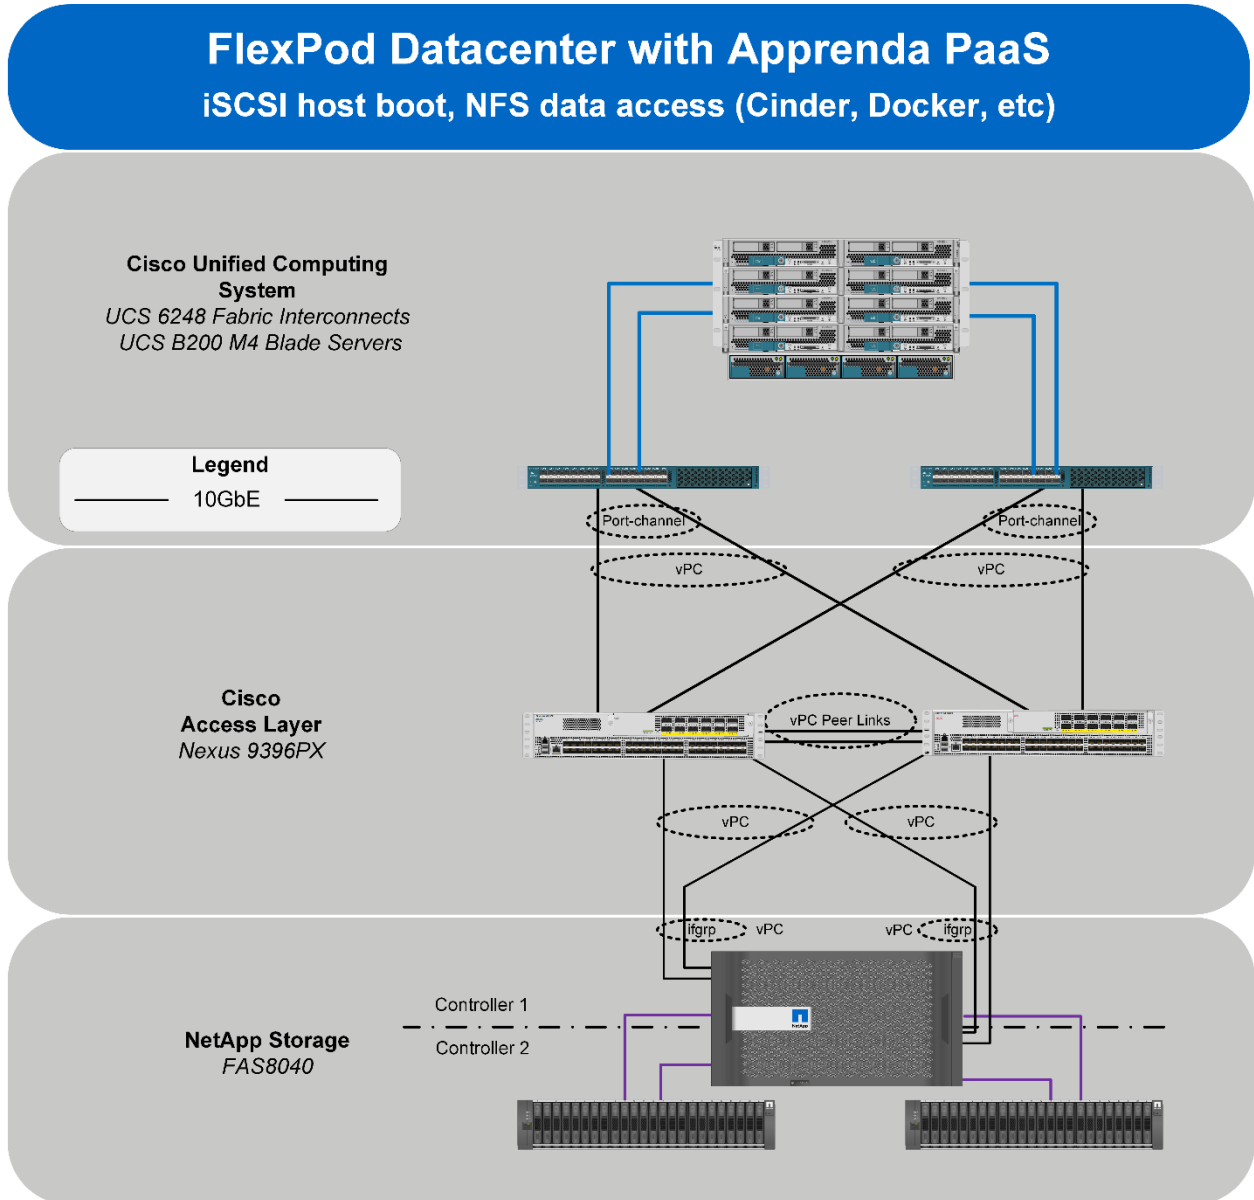 FlexPod Datacenter with Apprenda PaaS
iSCSI host boot, NFS data access (Cinder, Docker, etc)
Cisco Unified Computing
System
UCS 6248 Fabric Interconnects
UCS B200 M4 Blade Servers
Legend
10GbE
Port-channel
Port-channel
vPC
vPC
Cisco
Access Layer
Nexus 9396PX
vPC Peer Links
vPC
vPC
ifgrp
vPC
vPC
ifgrp
Controller 1
Controller 2
NetApp Storage
FAS8040
NetApp